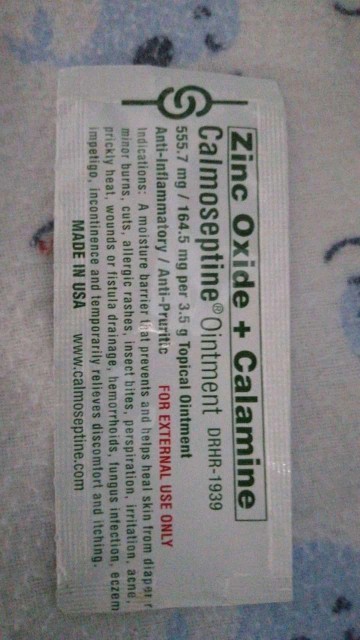 Zinc Oxide + Calamine
Calmoseptine® Ointment DRHR-1939
555.7 mg / 164.5 mg per 3.5 g Topical Ointment
Anti-Inflammatory / Anti-Pruritic FOR EXTERNAL USE ONLY
Indications: A moisture barrier that prevents and helps heal skin from diaper r
minor burns, cuts, allergic rashes, insect bites, perspiration, irritation, acne,
prickly heat, wounds or fistula drainage, hemorrhoids, fungus infection, eczem
impetigo, incontinence and temporarily relieves discomfort and itching.
MADE IN USA www.calmoseptine.com